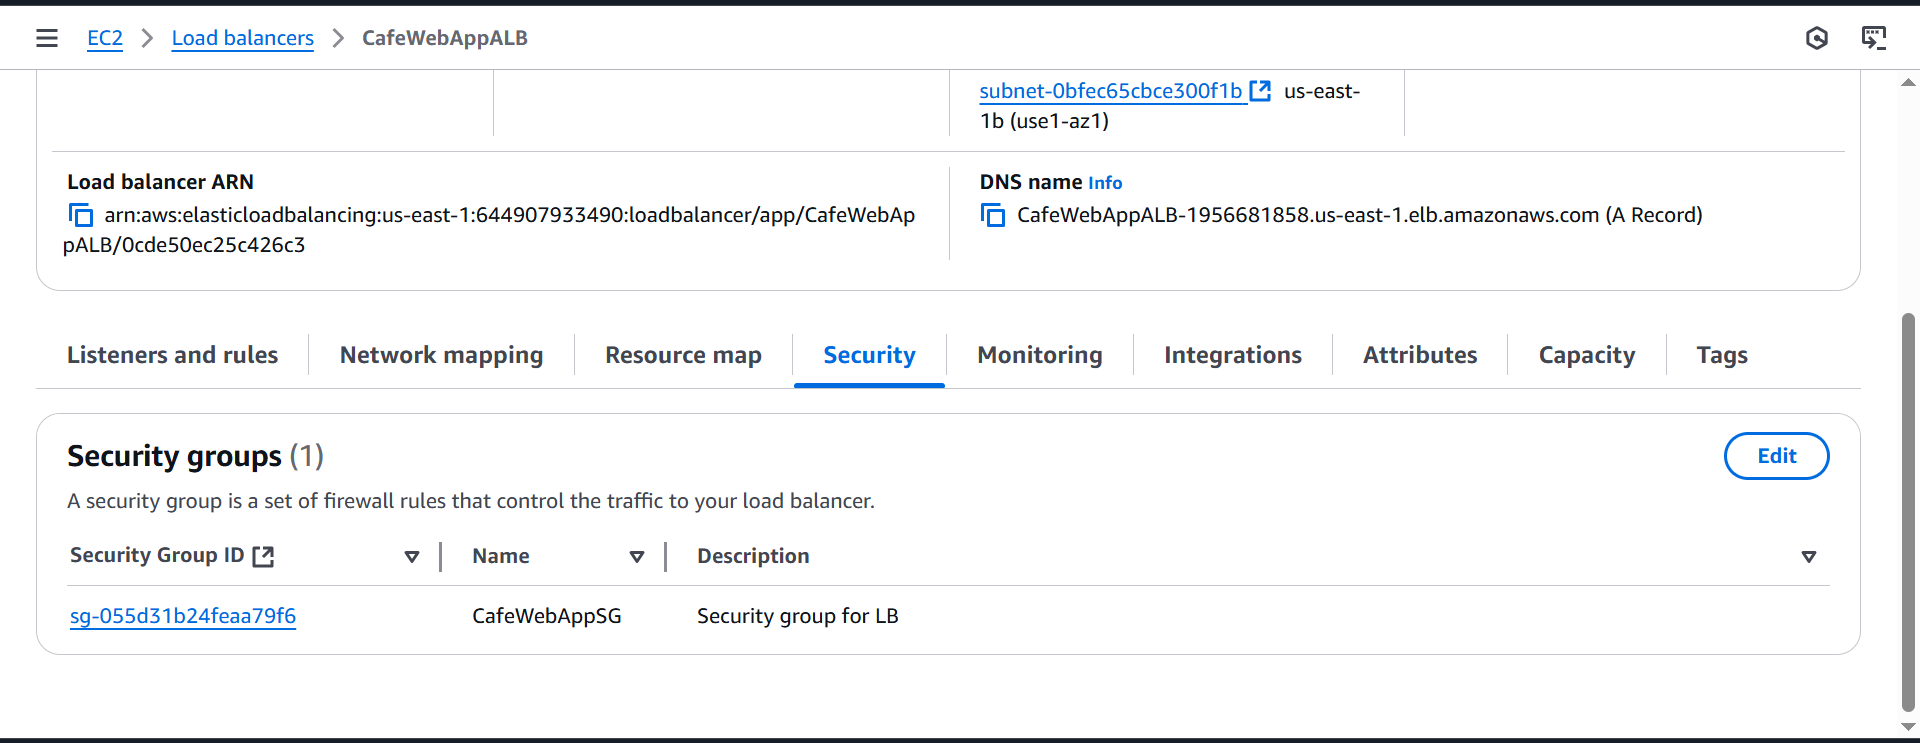 EC2 > Load balancers > CafeWebAppALB
subnet-0bfec65cbce300f1b us-east-
1b (use1-az1)
Load balancer ARN
arn:aws:elasticloadbalancing:us-east-1:644907933490:loadbalancer/app/CafeWebAp
pALB/0cde50ec25c426c3
DNS name Info
CafeWebAppALB-1956681858.us-east-1.elb.amazonaws.com (A Record)
Listeners and rules Network mapping Resource map Security Monitoring Integrations Attributes Capacity Tags
Security groups (1)
Edit
A security group is a set of firewall rules that control the traffic to your load balancer.
Security Group ID Name Description
sg-055d31b24feaa79f6 CafeWebAppSG Security group for LB